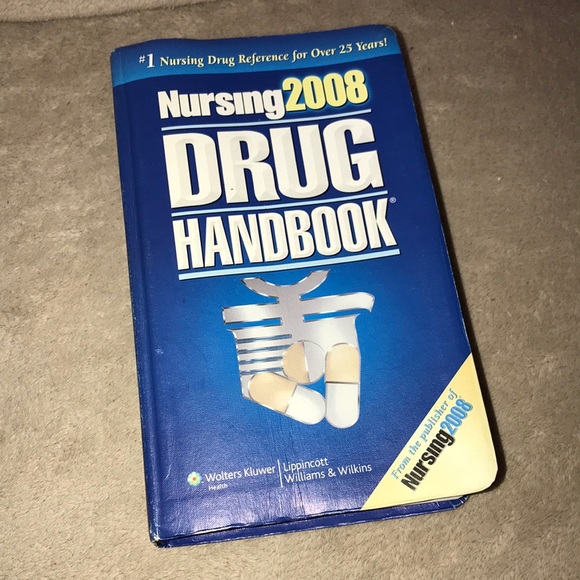 #1 Nursing Drug Reference for Over 25 Years!
Nursing2008
DRUG
HANDBOOK®
Wolters Kluwer
Health
Lippincott
Williams & Wilkins
From the publisher of
Nursing2008